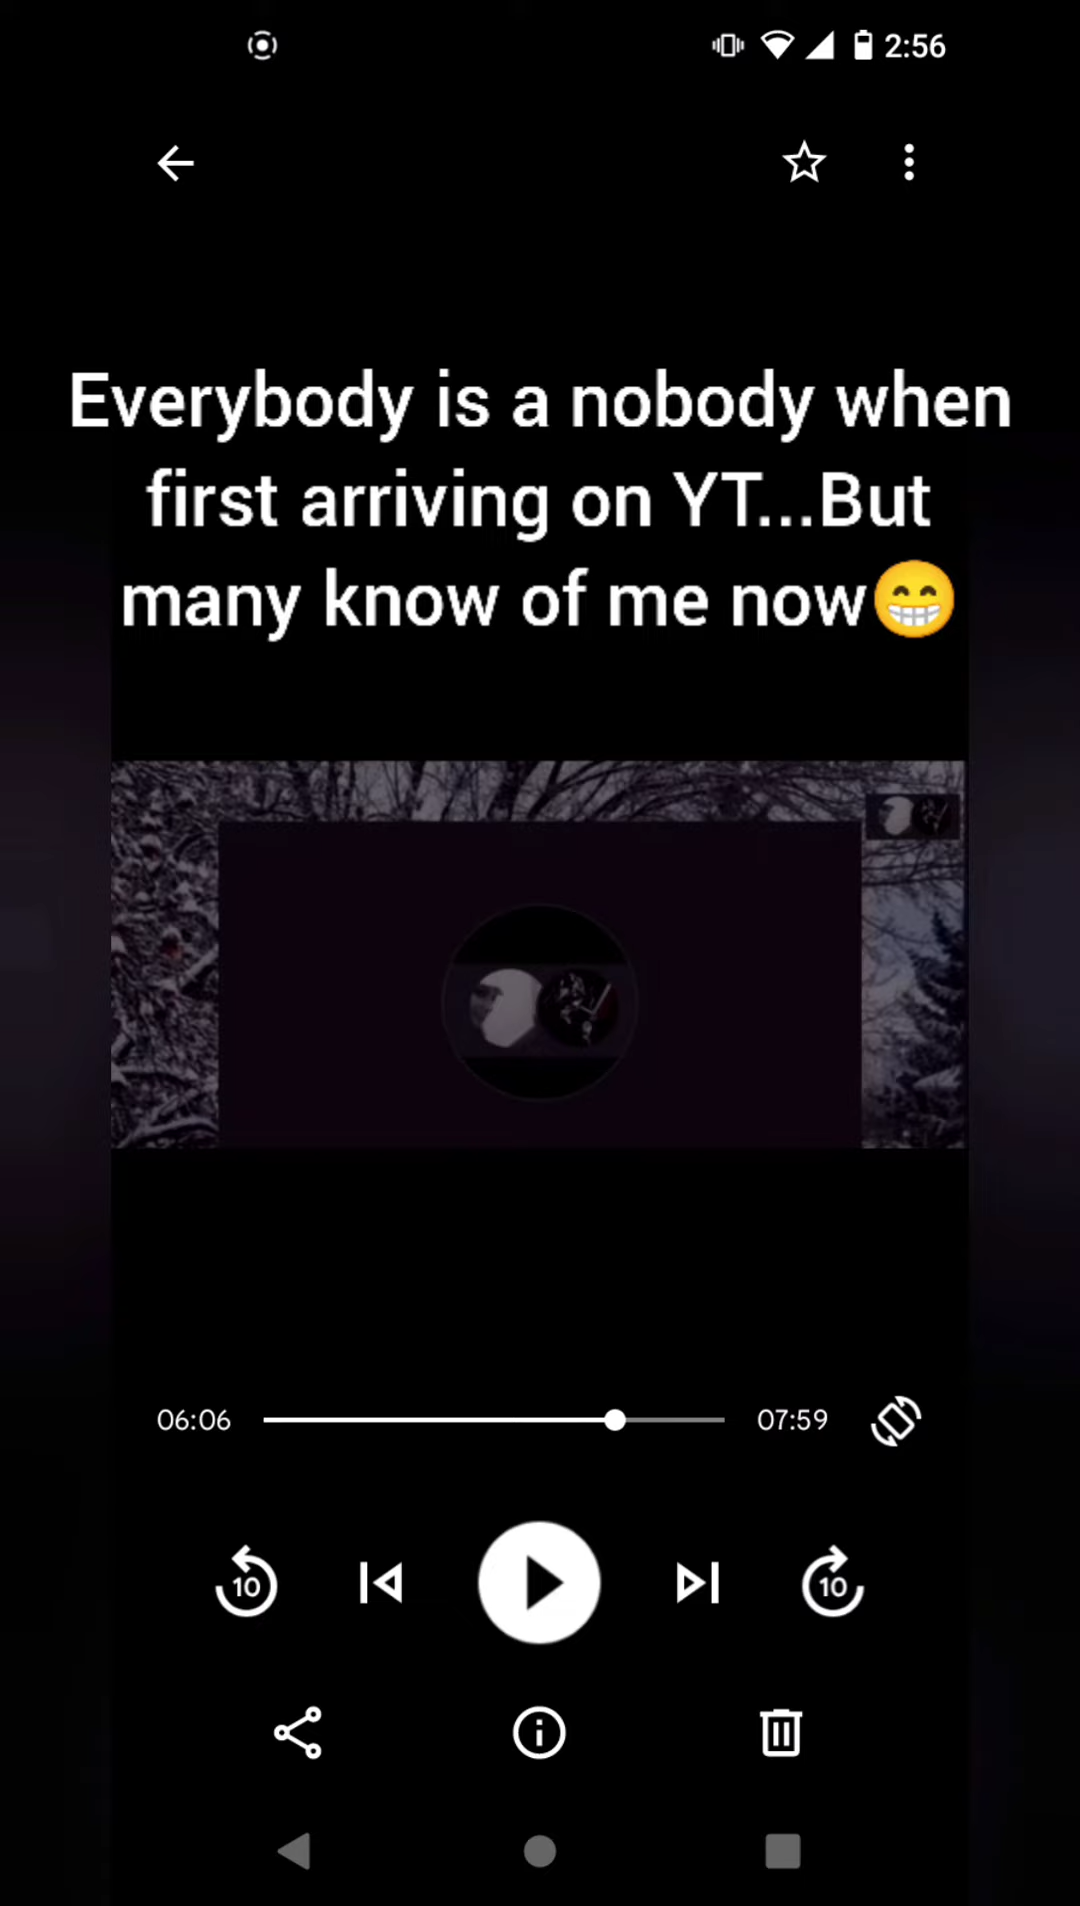 2:56
Everybody is a nobody when
first arriving on YT...But
many know of me now😁
06:06
07:59
10
10